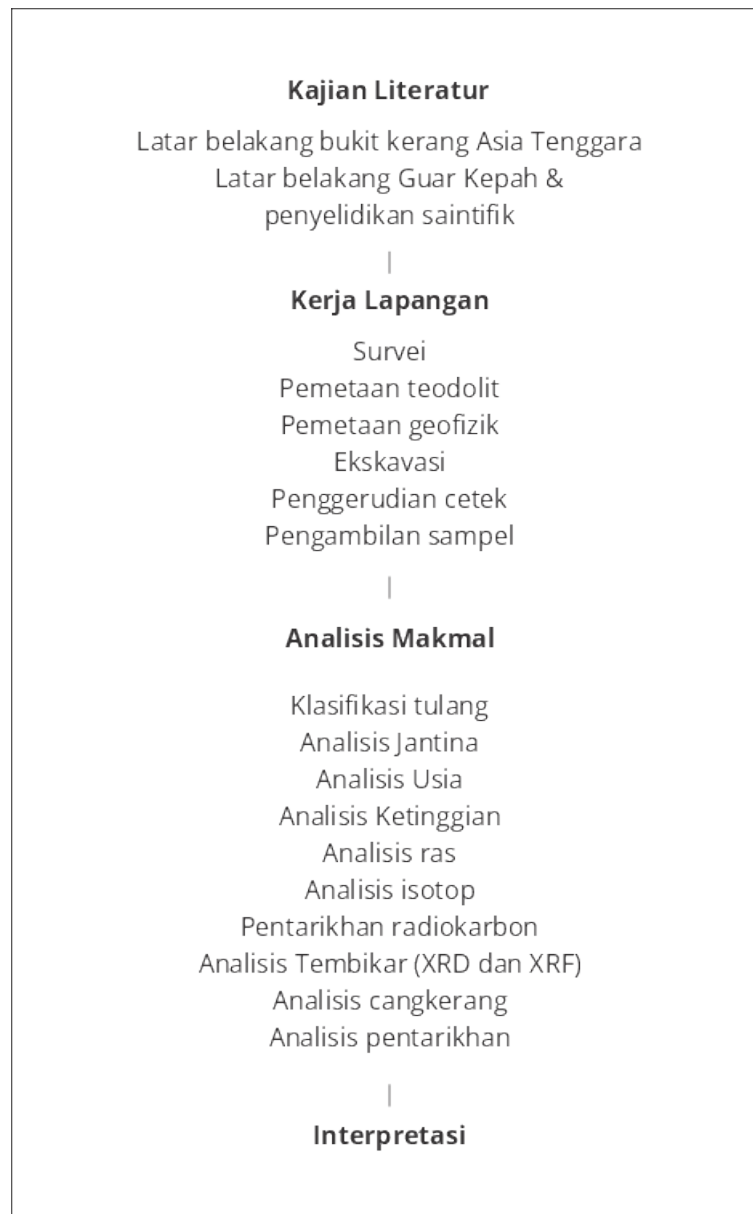 Kajian Literatur
Latar belakang bukit kerang Asia Tenggara
Latar belakang Guar Kepah &
penyelidikan saintifik
Kerja Lapangan
Survei
Pemetaan teodolit
Pemetaan geofizik
Ekskavasi
Penggerudian cetek
Pengambilan sampel
Analisis Makmal
Klasifikasi tulang
Analisis Jantina
Analisis Usia
Analisis Ketinggian
Analisis ras
Analisis isotop
Pentarikhan radiokarbon
Analisis Tembikar (XRD dan XRF)
Analisis cangkerang
Analisis pentarikhan
Interpretasi